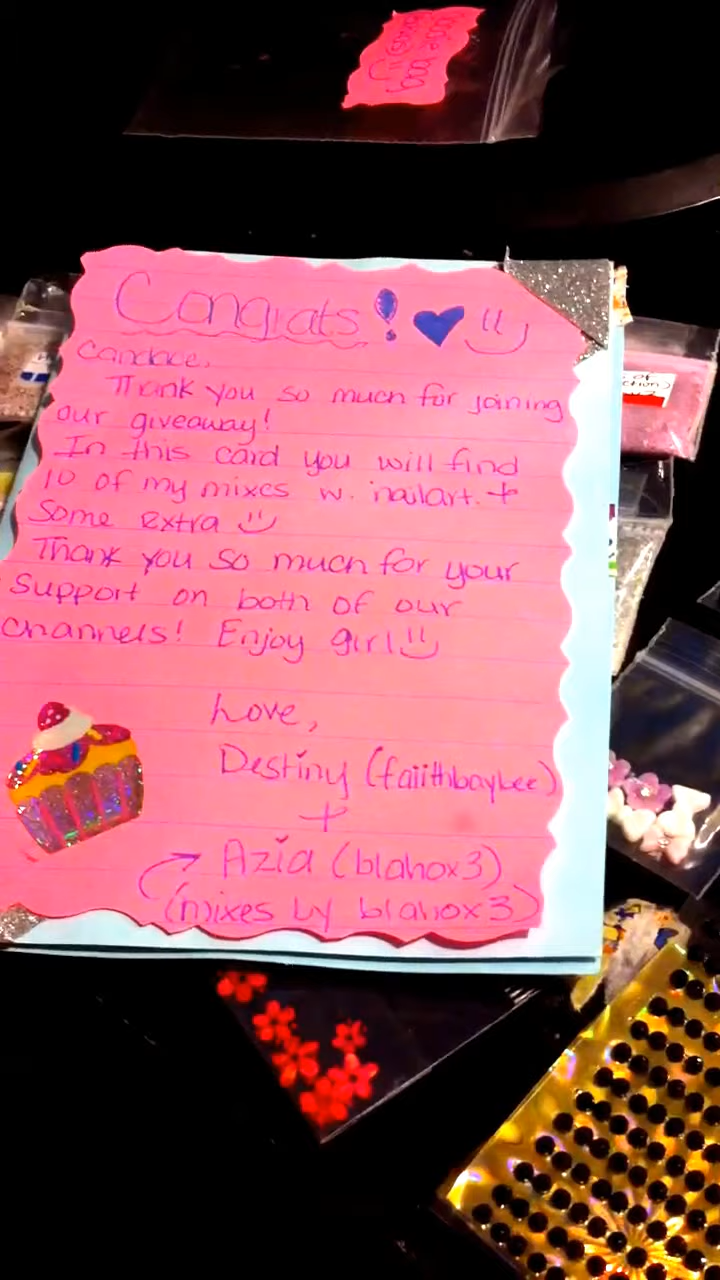 Congrats! ♥ :)
Candace,
Thank you so much for joining
our giveaway!
In this card you will find
10 of my mixes w. nailart. +
Some extra :)
Thank you so much for your
Support on both of our
channels! Enjoy girl :)
Love,
Destiny (faiithbaybee)
+
Azia (blahox3)
(mixes by blahox3)